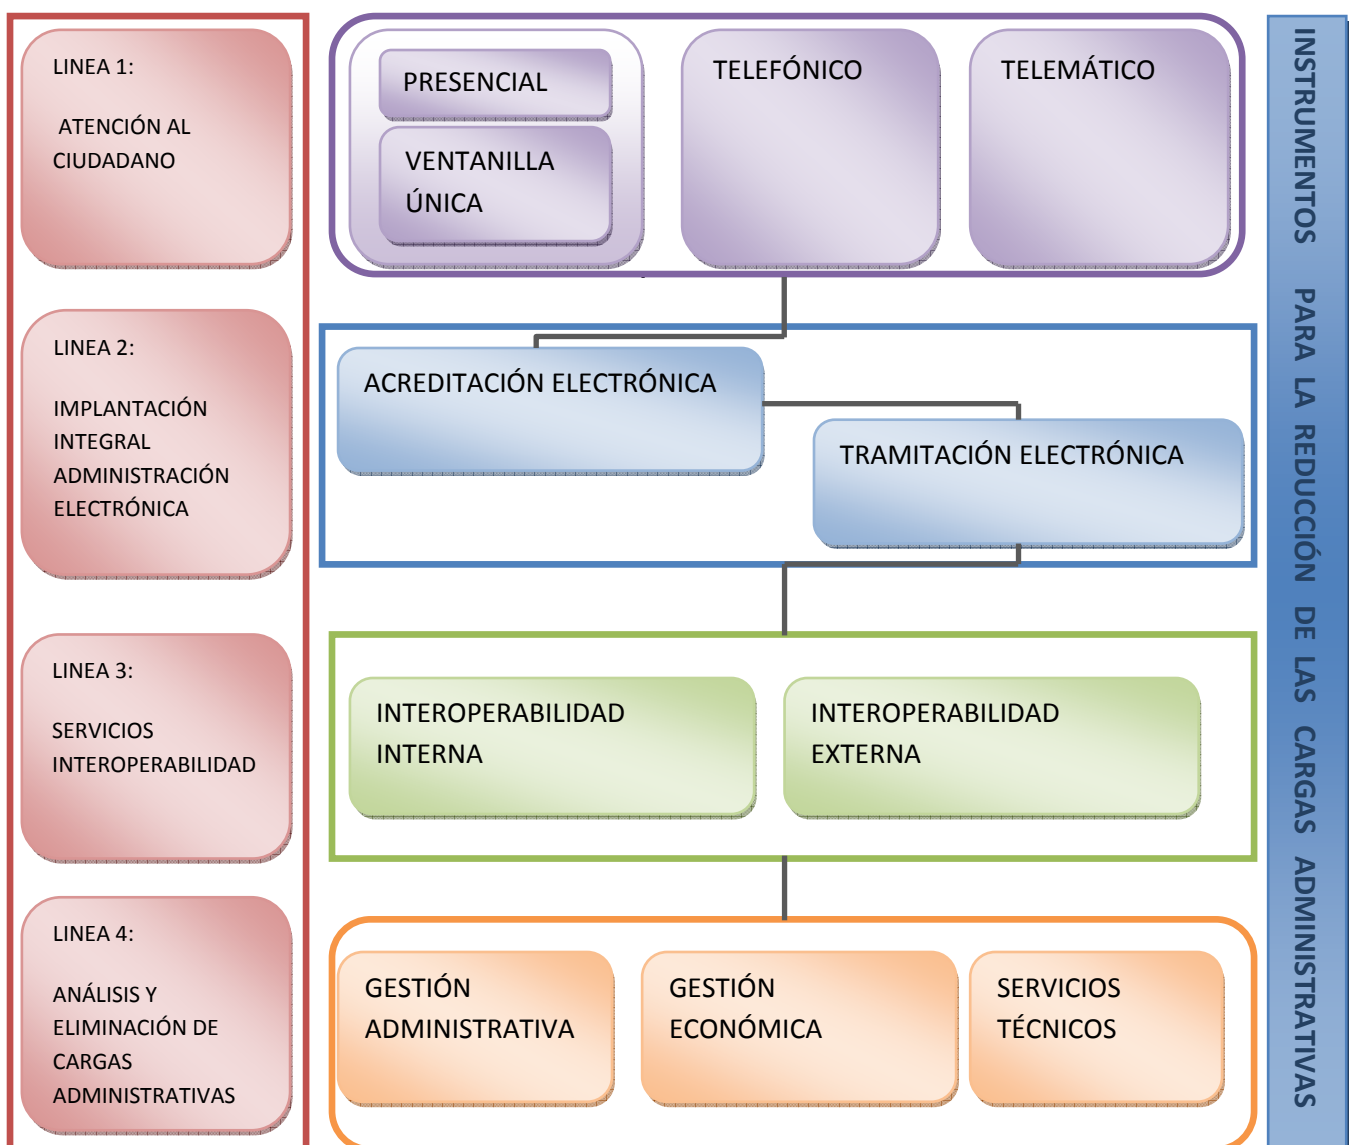 LINEA 1:
ATENCIÓN AL
CIUDADANO
PRESENCIAL
VENTANILLA
ÚNICA
TELEFÓNICO
TELEMÁTICO
LINEA 2:
IMPLANTACIÓN
INTEGRAL
ADMINISTRACIÓN
ELECTRÓNICA
ACREDITACIÓN ELECTRÓNICA
TRAMITACIÓN ELECTRÓNICA
LINEA 3:
SERVICIOS
INTEROPERABILIDAD
INTEROPERABILIDAD
INTERNA
INTEROPERABILIDAD
EXTERNA
LINEA 4:
ANÁLISIS Y
ELIMINACIÓN DE
CARGAS
ADMINISTRATIVAS
GESTIÓN
ADMINISTRATIVA
GESTIÓN
ECONÓMICA
SERVICIOS
TÉCNICOS
INSTRUMENTOS PARA LA REDUCCIÓN DE LAS CARGAS ADMINISTRATIVAS